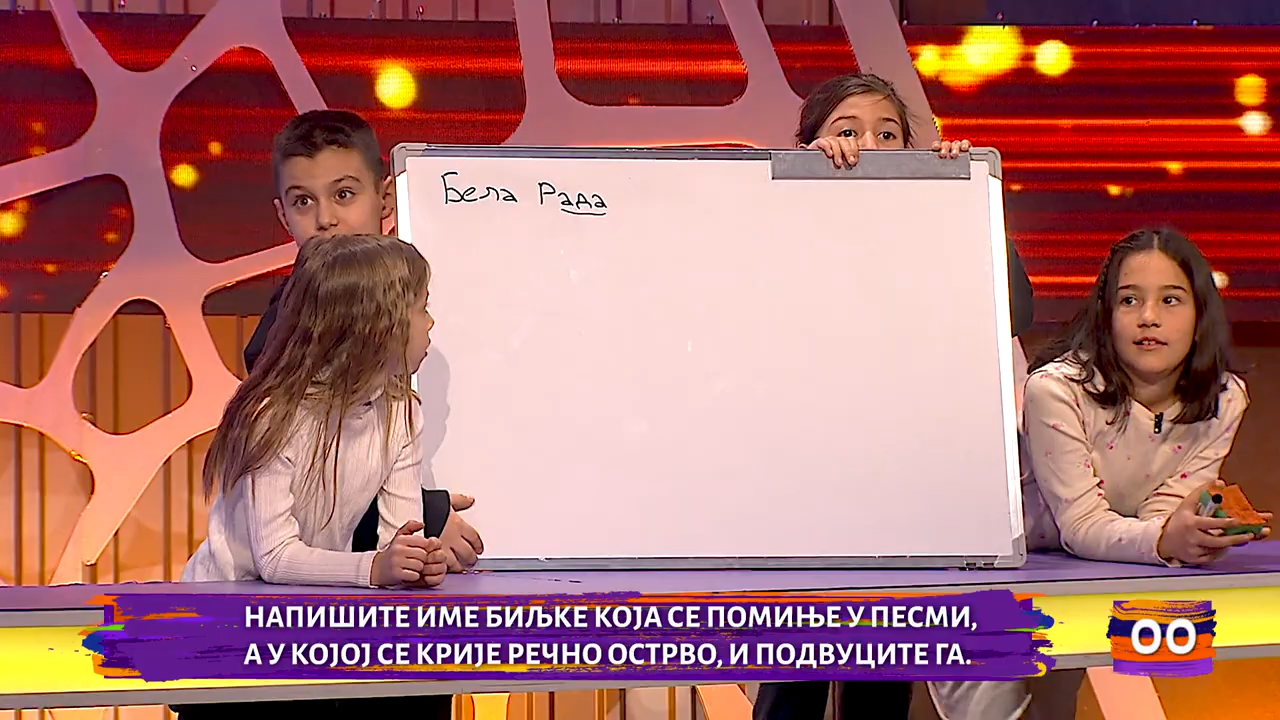 Бела Рада
НАПИШИТЕ ИМЕ БИЉКЕ КОЈА СЕ ПОМИЊЕ У ПЕСМИ,
А У КОЈОЈ СЕ КРИЈЕ РЕЧНО ОСТРВО, И ПОДВУЦИТЕ ГА.
00